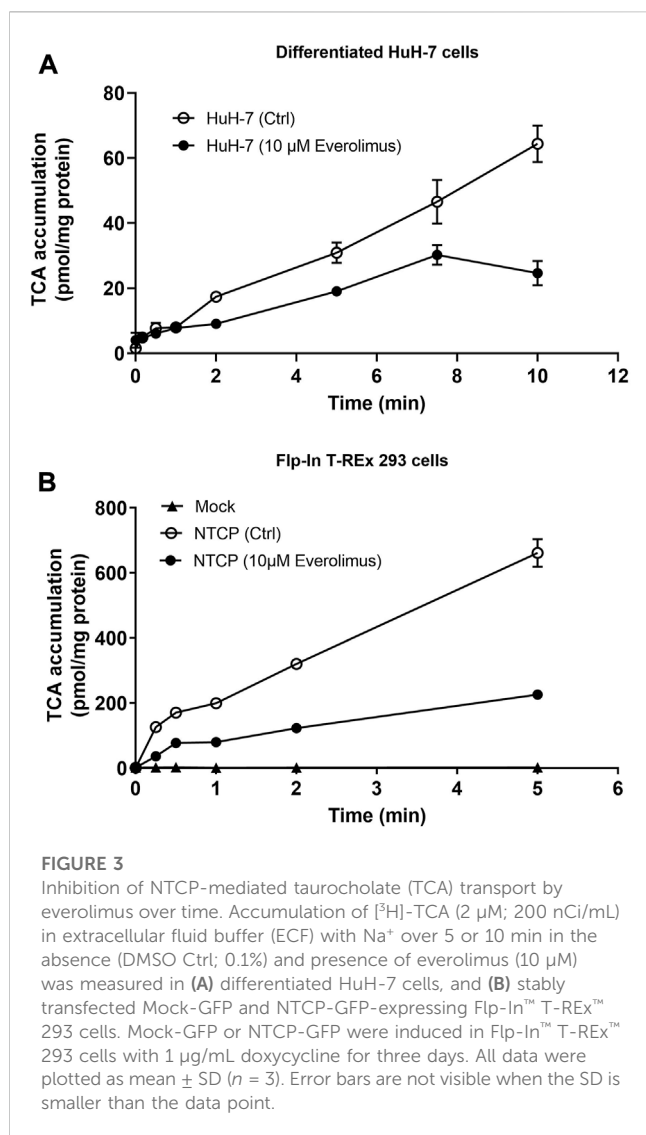 Differentiated HuH-7 cells
A
80
60
40
20
0
TCA accumulation
(pmol/mg protein)
HuH-7 (Ctrl)
HuH-7 (10 μM Everolimus)
0 2 4 6 8 10 12
Time (min)
Flp-In T-REx 293 cells
B
800
600
400
200
0
TCA accumulation
(pmol/mg protein)
Mock
NTCP (Ctrl)
NTCP (10μM Everolimus)
0 1 2 3 4 5 6
Time (min)
FIGURE 3
Inhibition of NTCP-mediated taurocholate (TCA) transport by
everolimus over time. Accumulation of [³H]-TCA (2 μM; 200 nCi/mL)
in extracellular fluid buffer (ECF) with Na⁺ over 5 or 10 min in the
absence (DMSO Ctrl; 0.1%) and presence of everolimus (10 μM)
was measured in (A) differentiated HuH-7 cells, and (B) stably
transfected Mock-GFP and NTCP-GFP-expressing Flp-In™ T-REx™
293 cells. Mock-GFP or NTCP-GFP were induced in Flp-In™ T-REx™
293 cells with 1 μg/mL doxycycline for three days. All data were
plotted as mean ± SD (n = 3). Error bars are not visible when the SD is
smaller than the data point.